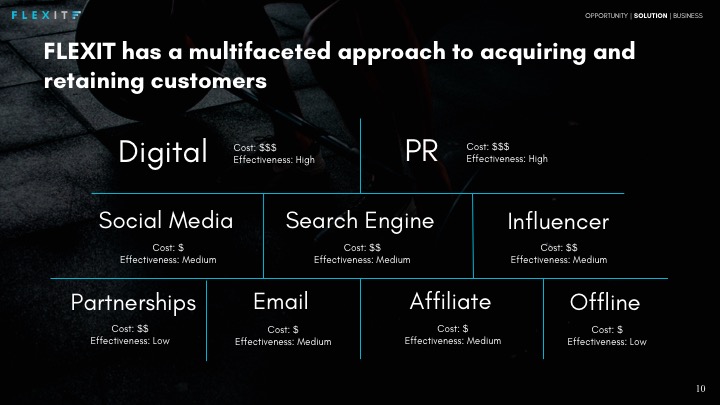 FLEXIT
OPPORTUNITY | SOLUTION | BUSINESS
FLEXIT has a multifaceted approach to acquiring and
retaining customers
Digital
Cost: $$$
Effectiveness: High
PR
Cost: $$$
Effectiveness: High
Social Media
Cost: $
Effectiveness: Medium
Search Engine
Cost: $$
Effectiveness: Medium
Influencer
Cost: $$
Effectiveness: Medium
Partnerships
Cost: $$
Effectiveness: Low
Email
Cost: $
Effectiveness: Medium
Affiliate
Cost: $
Effectiveness: Medium
Offline
Cost: $
Effectiveness: Low
10